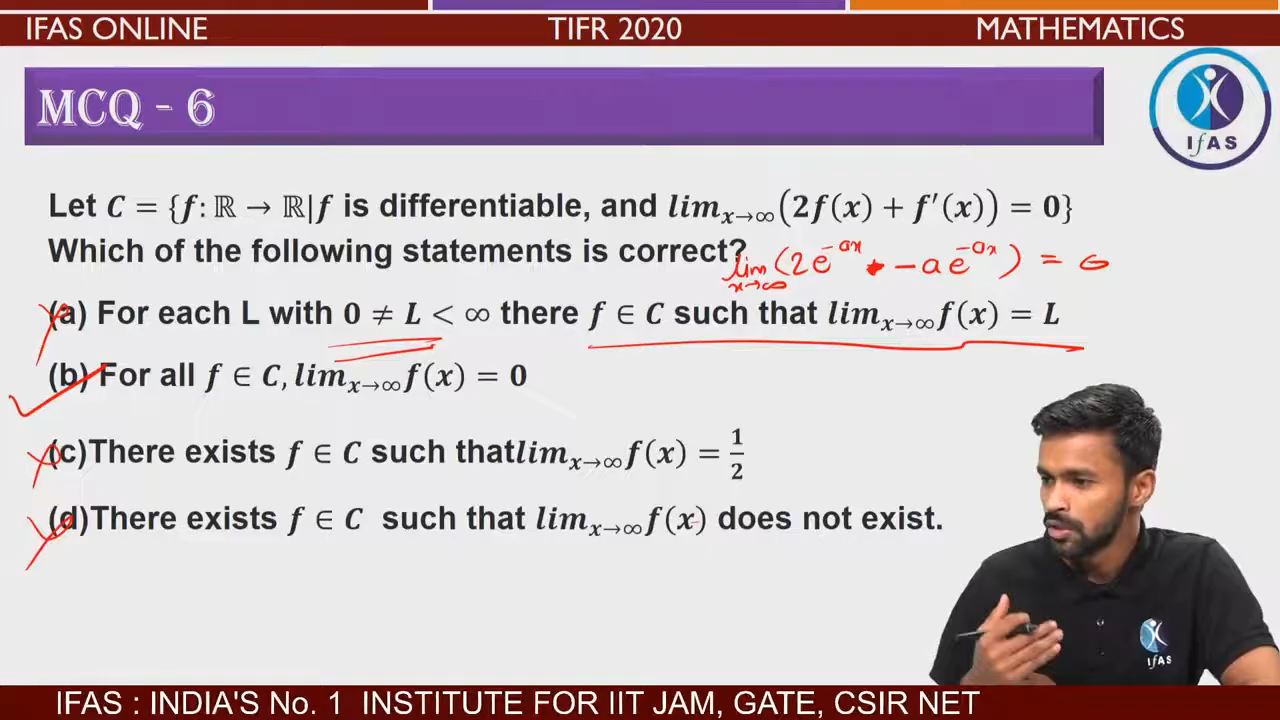 IFAS ONLINE TIFR 2020 MATHEMATICS
MCQ - 6
IfAS
Let C = {f: ℝ → ℝ|f is differentiable, and lim_{x→∞}(2f(x) + f′(x)) = 0}
Which of the following statements is correct?
lim_{x→∞} (2e^{-ax} · -ae^{-ax}) = 0
(a) For each L with 0 ≠ L < ∞ there f ∈ C such that lim_{x→∞}f(x) = L
(b) For all f ∈ C, lim_{x→∞}f(x) = 0
(c)There exists f ∈ C such thatlim_{x→∞}f(x) = 1/2
(d)There exists f ∈ C such that lim_{x→∞}f(x) does not exist.
IfAS
IFAS : INDIA'S No. 1 INSTITUTE FOR IIT JAM, GATE, CSIR NET